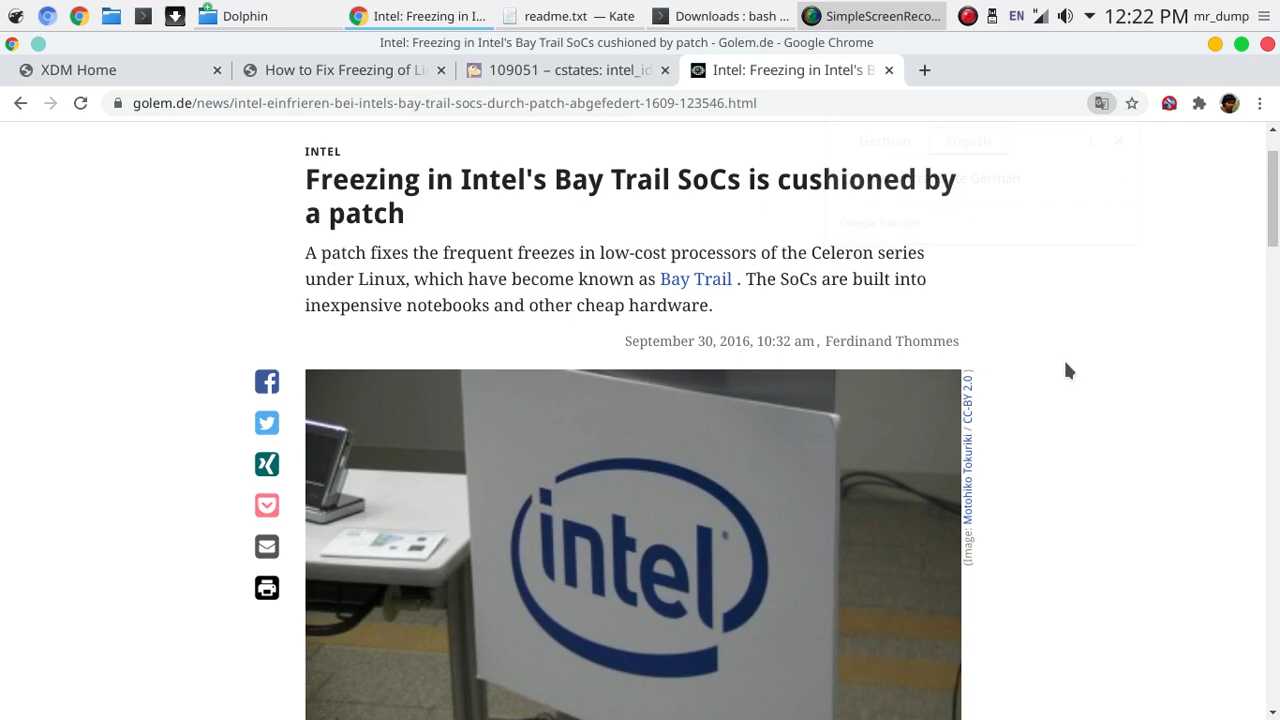 Dolphin
Intel: Freezing in I...
readme.txt — Kate
Downloads : bash ...
SimpleScreenReco...
EN
12:22 PM
mr_dump
Intel: Freezing in Intel's Bay Trail SoCs cushioned by patch - Golem.de - Google Chrome
XDM Home
How to Fix Freezing of Li
109051 – cstates: intel_id
Intel: Freezing in Intel's B
golem.de/news/intel-einfrieren-bei-intels-bay-trail-socs-durch-patch-abgefedert-1609-123546.html
German
English
German
Google Translate
INTEL
Freezing in Intel's Bay Trail SoCs is cushioned by
a patch
A patch fixes the frequent freezes in low-cost processors of the Celeron series
under Linux, which have become known as Bay Trail . The SoCs are built into
inexpensive notebooks and other cheap hardware.
September 30, 2016, 10:32 am, Ferdinand Thommes
(Image: Motohiko Tokuriki / CC-BY 2.0 )
intel